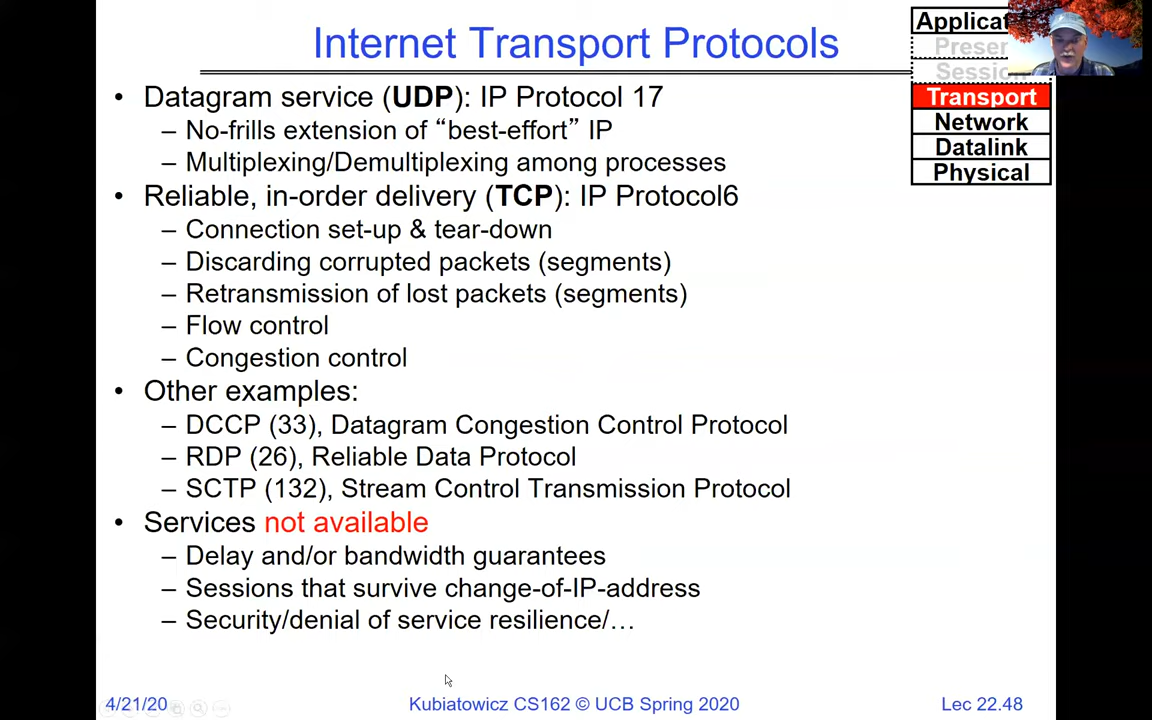 Internet Transport Protocols
• Datagram service (UDP): IP Protocol 17
– No-frills extension of “best-effort” IP
– Multiplexing/Demultiplexing among processes
• Reliable, in-order delivery (TCP): IP Protocol6
– Connection set-up & tear-down
– Discarding corrupted packets (segments)
– Retransmission of lost packets (segments)
– Flow control
– Congestion control
• Other examples:
– DCCP (33), Datagram Congestion Control Protocol
– RDP (26), Reliable Data Protocol
– SCTP (132), Stream Control Transmission Protocol
• Services not available
– Delay and/or bandwidth guarantees
– Sessions that survive change-of-IP-address
– Security/denial of service resilience/…
Transport
Network
Datalink
Physical
4/21/20
Kubiatowicz CS162 © UCB Spring 2020
Lec 22.48